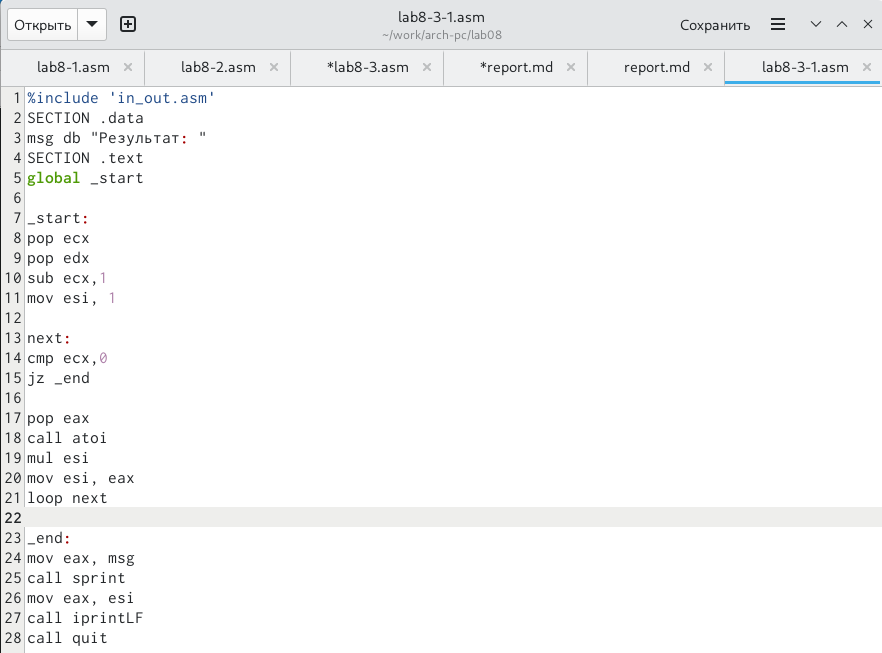 Открыть
lab8-3-1.asm
~/work/arch-pc/lab08
Сохранить
lab8-1.asm
lab8-2.asm
*lab8-3.asm
*report.md
report.md
lab8-3-1.asm
1 %include 'in_out.asm'
2 SECTION .data
3 msg db "Результат: "
4 SECTION .text
5 global _start
6
7 _start:
8 pop ecx
9 pop edx
10 sub ecx,1
11 mov esi, 1
12
13 next:
14 cmp ecx,0
15 jz _end
16
17 pop eax
18 call atoi
19 mul esi
20 mov esi, eax
21 loop next
22
23 _end:
24 mov eax, msg
25 call sprint
26 mov eax, esi
27 call iprintLF
28 call quit